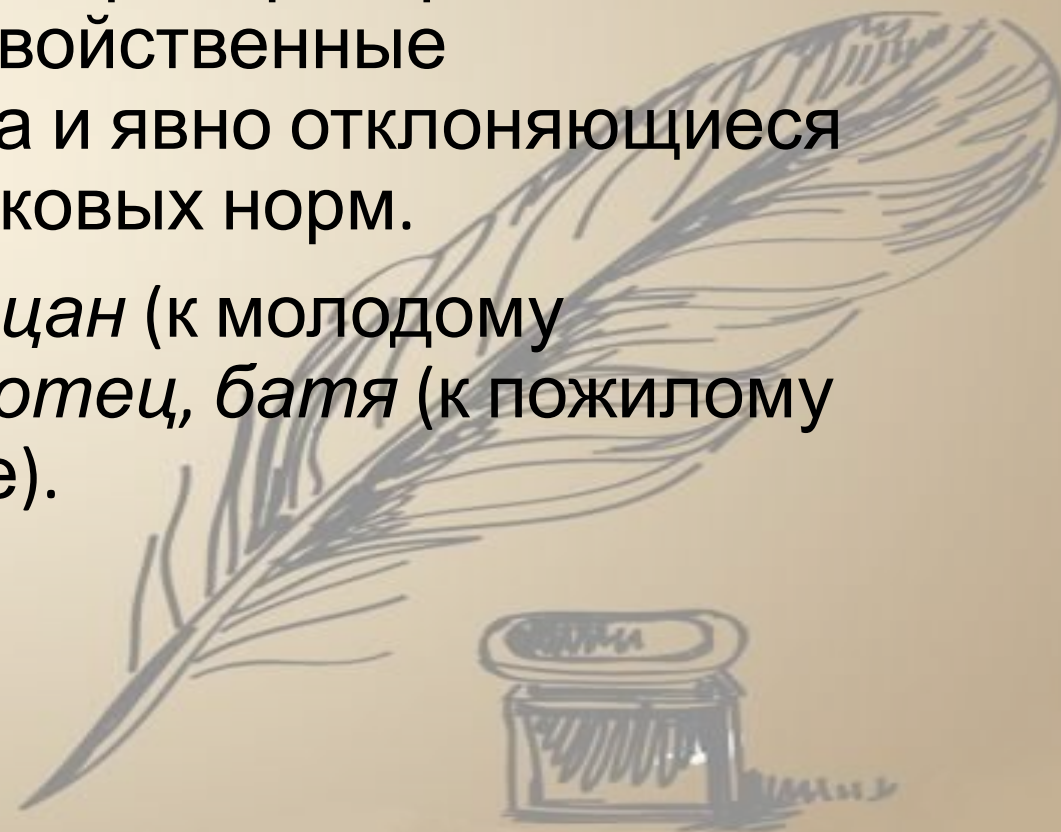 войственные
а и явно отклоняющиеся
ковых норм.
цан (к молодому
отец, батя (к пожилому
е).